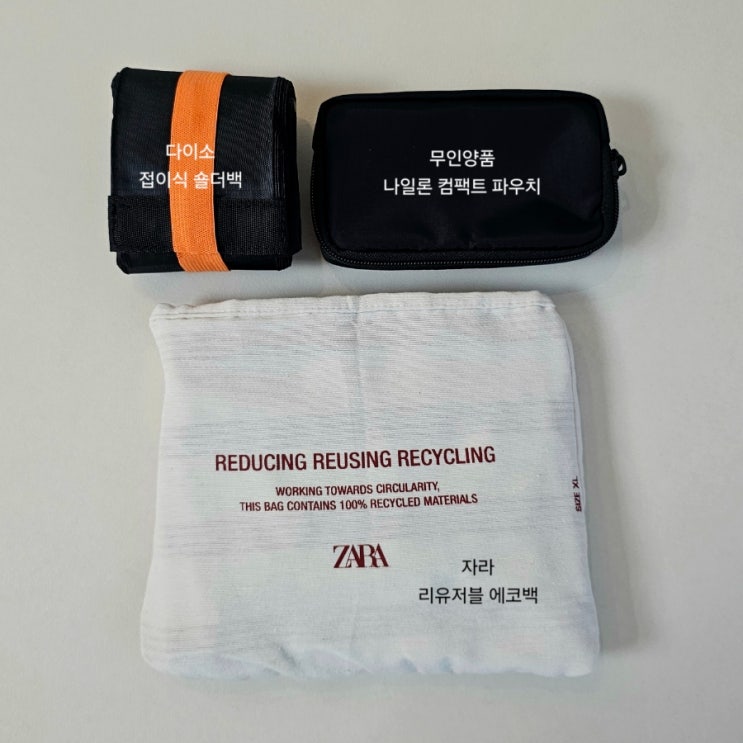 다이소
접이식 숄더백
무인양품
나일론 컴팩트 파우치
REDUCING REUSING RECYCLING
WORKING TOWARDS CIRCULARITY,
THIS BAG CONTAINS 100% RECYCLED MATERIALS
SIZE XL
ZARA
자라
리유저블 에코백